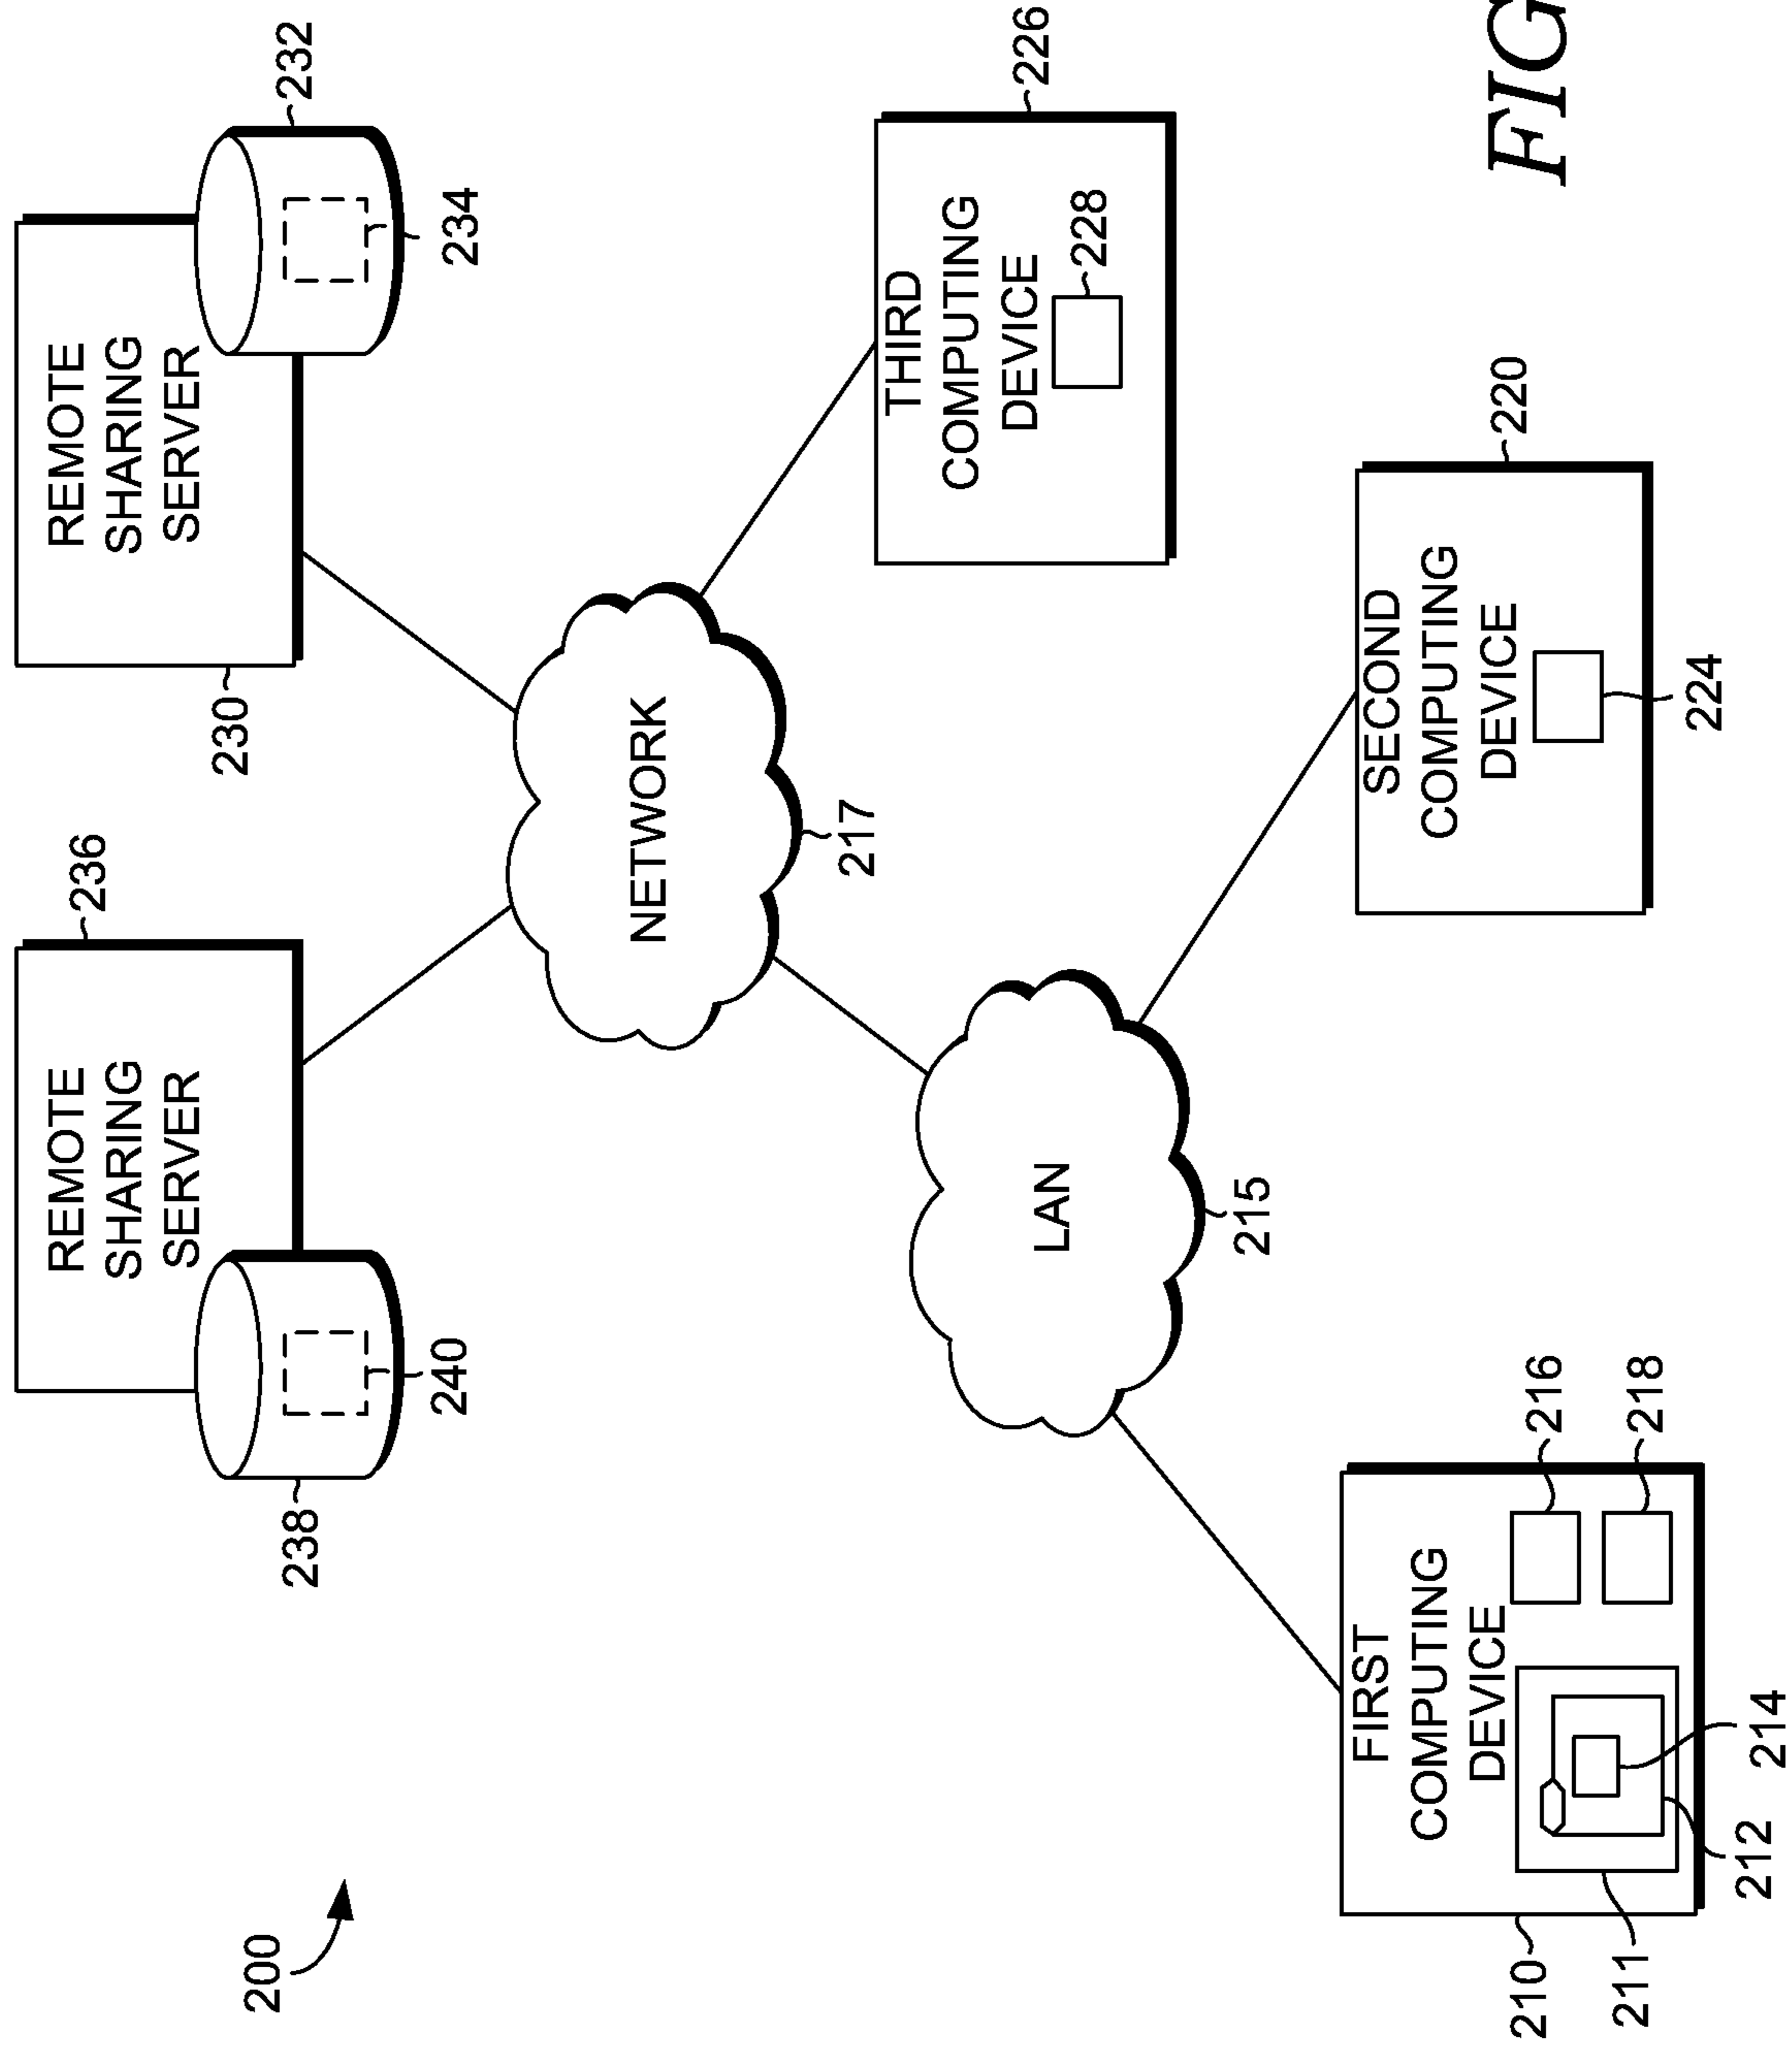 236
REMOTE
SHARING
SERVER
REMOTE
SHARING
SERVER
230
232
200
238
240
234
NETWORK
217
THIRD
COMPUTING
DEVICE
226
228
LAN
215
FIRST
COMPUTING
DEVICE
210
211
212
214
216
218
SECOND
COMPUTING
DEVICE
220
224
FIG